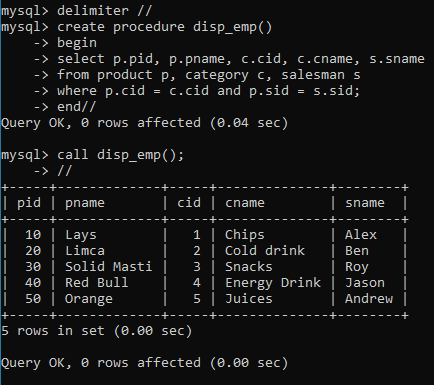 mysql> delimiter //
mysql> create procedure disp_emp()
    -> begin
    -> select p.pid, p.pname, c.cid, c.cname, s.sname
    -> from product p, category c, salesman s
    -> where p.cid = c.cid and p.sid = s.sid;
    -> end//
Query OK, 0 rows affected (0.04 sec)

mysql> call disp_emp();
    -> //
+-----+-------------+-----+--------------+--------+
| pid | pname       | cid | cname        | sname  |
+-----+-------------+-----+--------------+--------+
|  10 | Lays        |   1 | Chips        | Alex   |
|  20 | Limca       |   2 | Cold drink   | Ben    |
|  30 | Solid Masti |   3 | Snacks       | Roy    |
|  40 | Red Bull    |   4 | Energy Drink | Jason  |
|  50 | Orange      |   5 | Juices       | Andrew |
+-----+-------------+-----+--------------+--------+
5 rows in set (0.00 sec)

Query OK, 0 rows affected (0.00 sec)